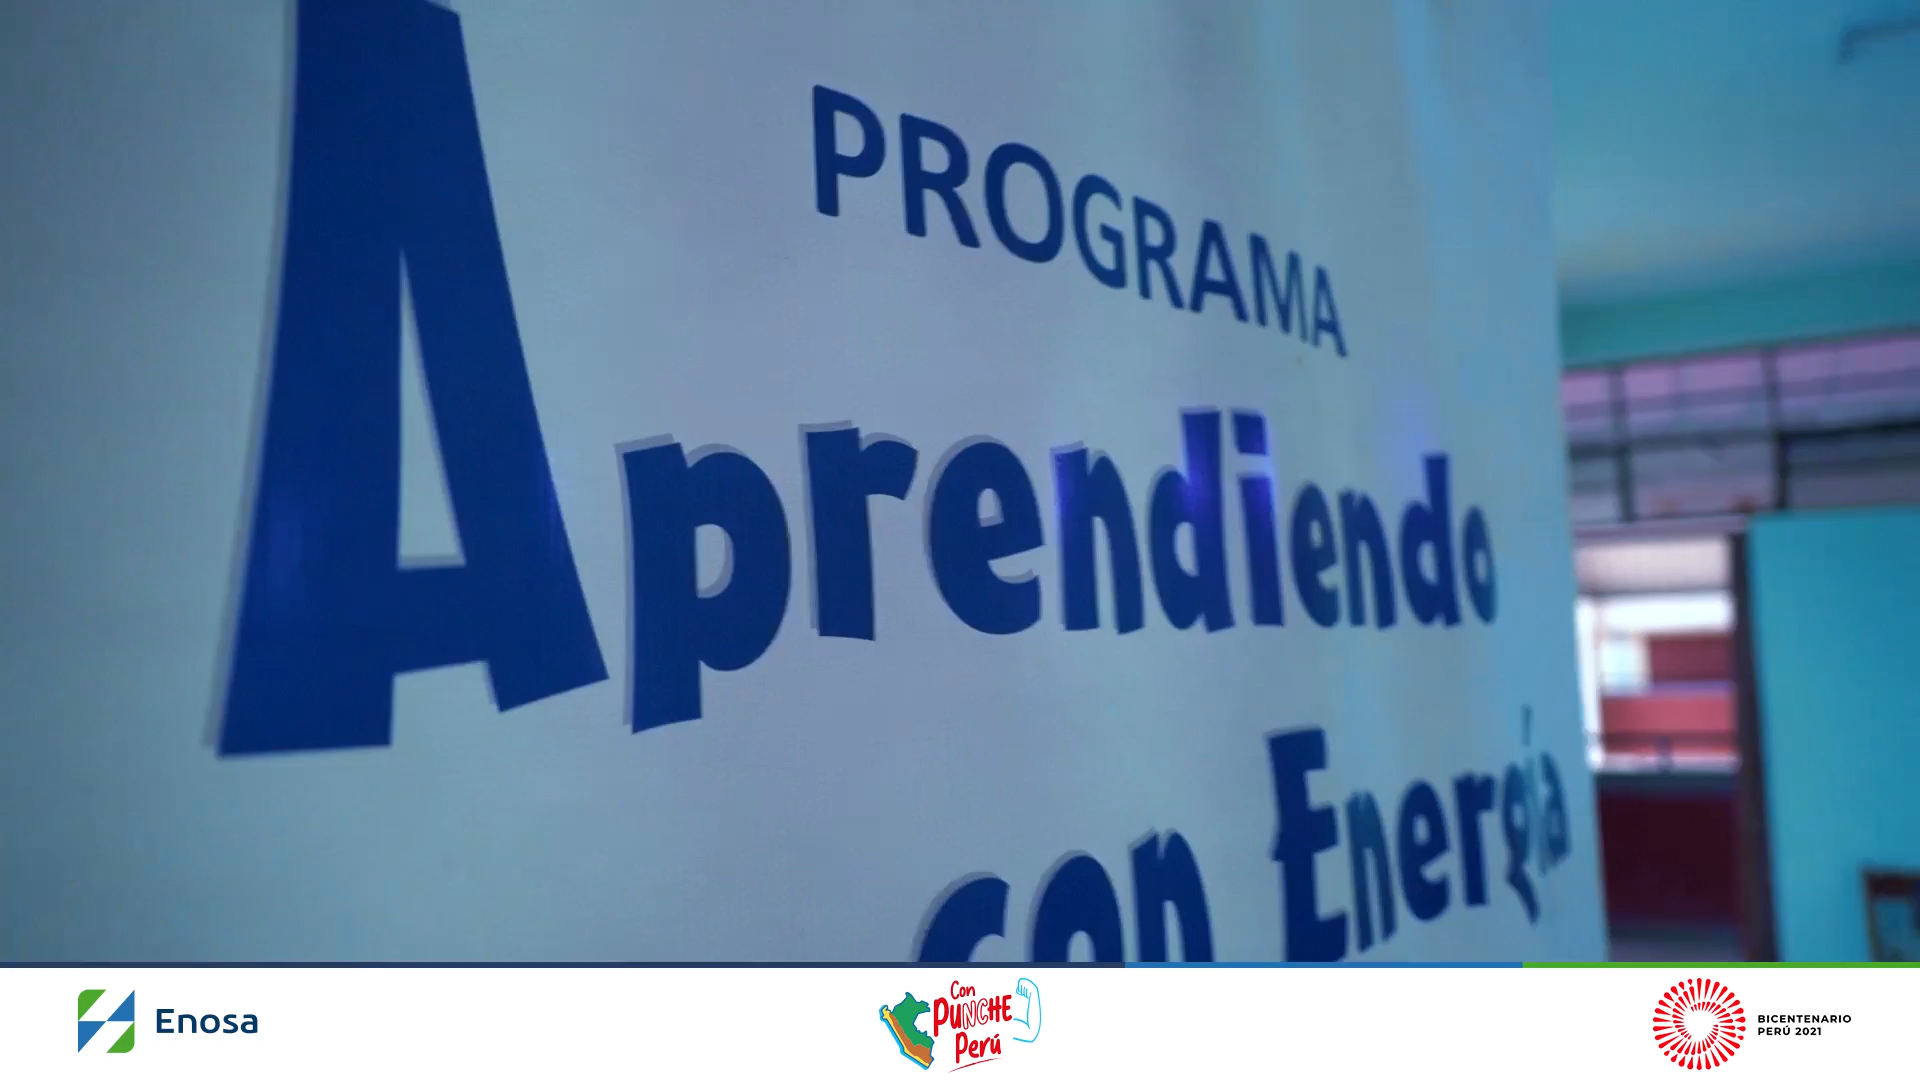 PROGRAMA
Aprendiendo
con Energía
Enosa
Con
PUNCHE
Perú
BICENTENARIO
PERÚ 2021